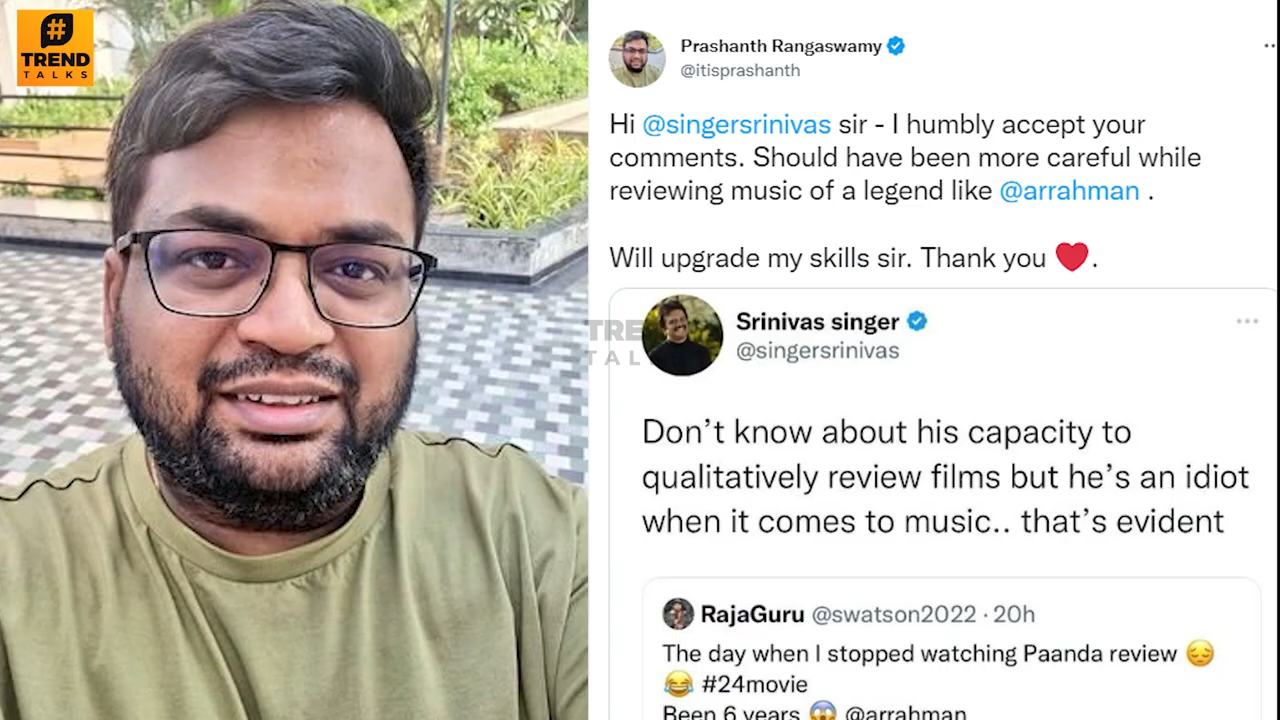 #
TREND
TALKS
Prashanth Rangaswamy
@itisprashanth
Hi @singersrinivas sir - I humbly accept your
comments. Should have been more careful while
reviewing music of a legend like @arrahman .
Will upgrade my skills sir. Thank you ❤️.
TRE
TAL
Srinivas singer
@singersrinivas
Don’t know about his capacity to
qualitatively review films but he’s an idiot
when it comes to music.. that’s evident
RajaGuru @swatson2022 · 20h
The day when I stopped watching Paanda review 😔
😂 #24movie
Been 6 years 😱 @arrahman